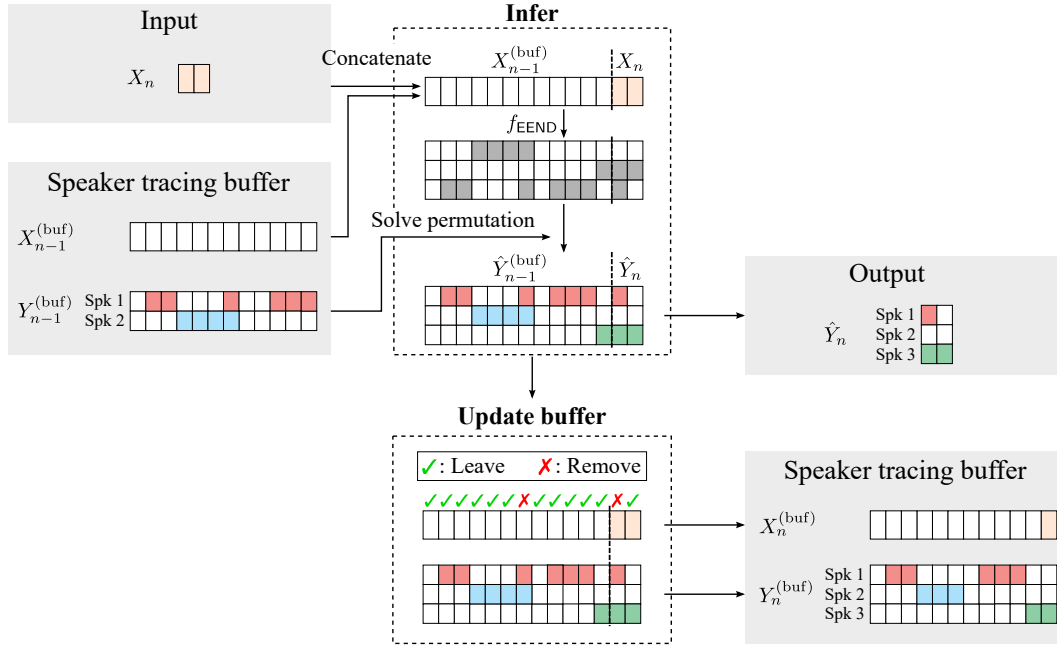 Input
X_n
Speaker tracing buffer
X_{n-1}^{(buf)}
Y_{n-1}^{(buf)}
Spk 1
Spk 2
Concatenate
Solve permutation
Infer
X_{n-1}^{(buf)} X_n
f_{EEND}
Ŷ_{n-1}^{(buf)} Ŷ_n
Output
Ŷ_n
Spk 1
Spk 2
Spk 3
Update buffer
✓: Leave ✗: Remove
✓✓✓✓✓✓✗✓✓✓✓✓✗✓
Speaker tracing buffer
X_n^{(buf)}
Y_n^{(buf)}
Spk 1
Spk 2
Spk 3